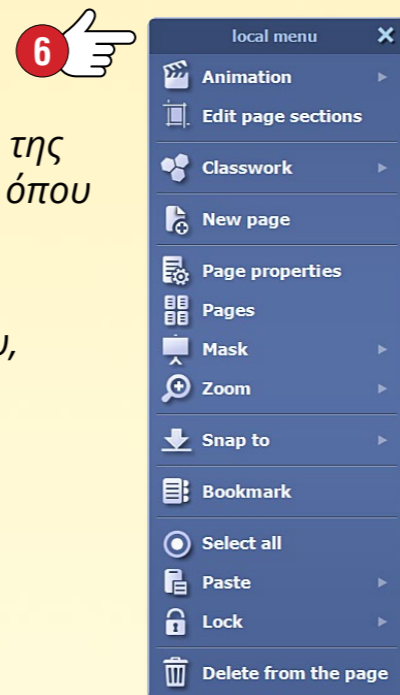 6
local menu
Animation
Edit page sections
της
όπου
Classwork
New page
Page properties
Pages
Mask
Zoom
Snap to
Bookmark
Select all
Paste
Lock
Delete from the page